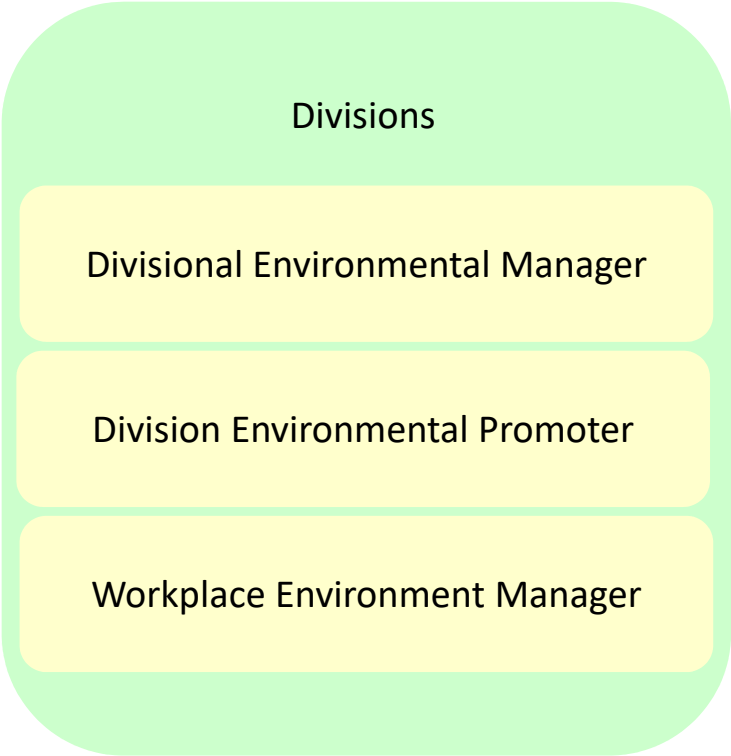 Divisions
Divisional Environmental Manager
Division Environmental Promoter
Workplace Environment Manager